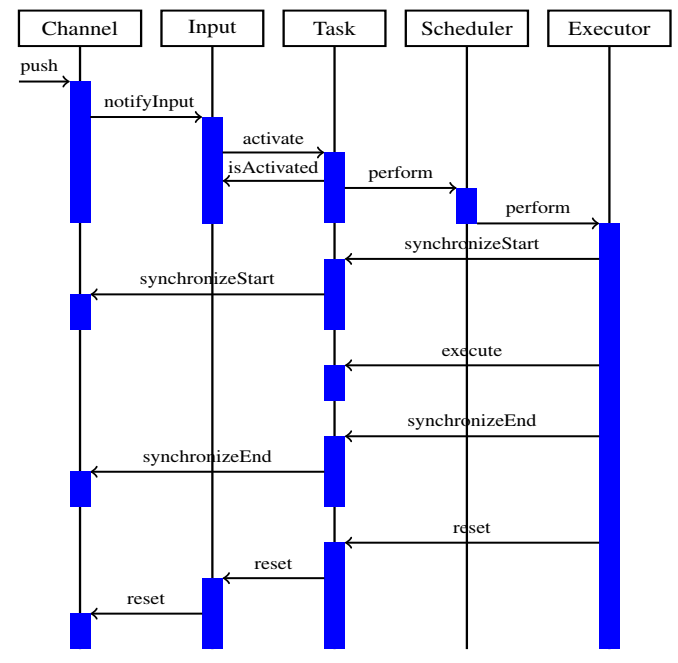 Channel
Input
Task
Scheduler
Executor
push
notifyInput
activate
isActivated
perform
perform
synchronizeStart
synchronizeStart
execute
synchronizeEnd
synchronizeEnd
reset
reset
reset